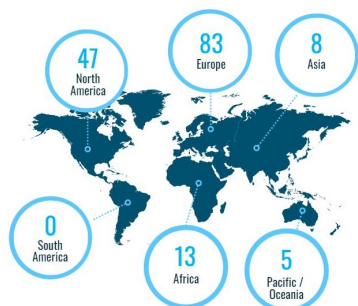 47
North
America
83
Europe
8
Asia
0
South
America
13
Africa
5
Pacific /
Oceania